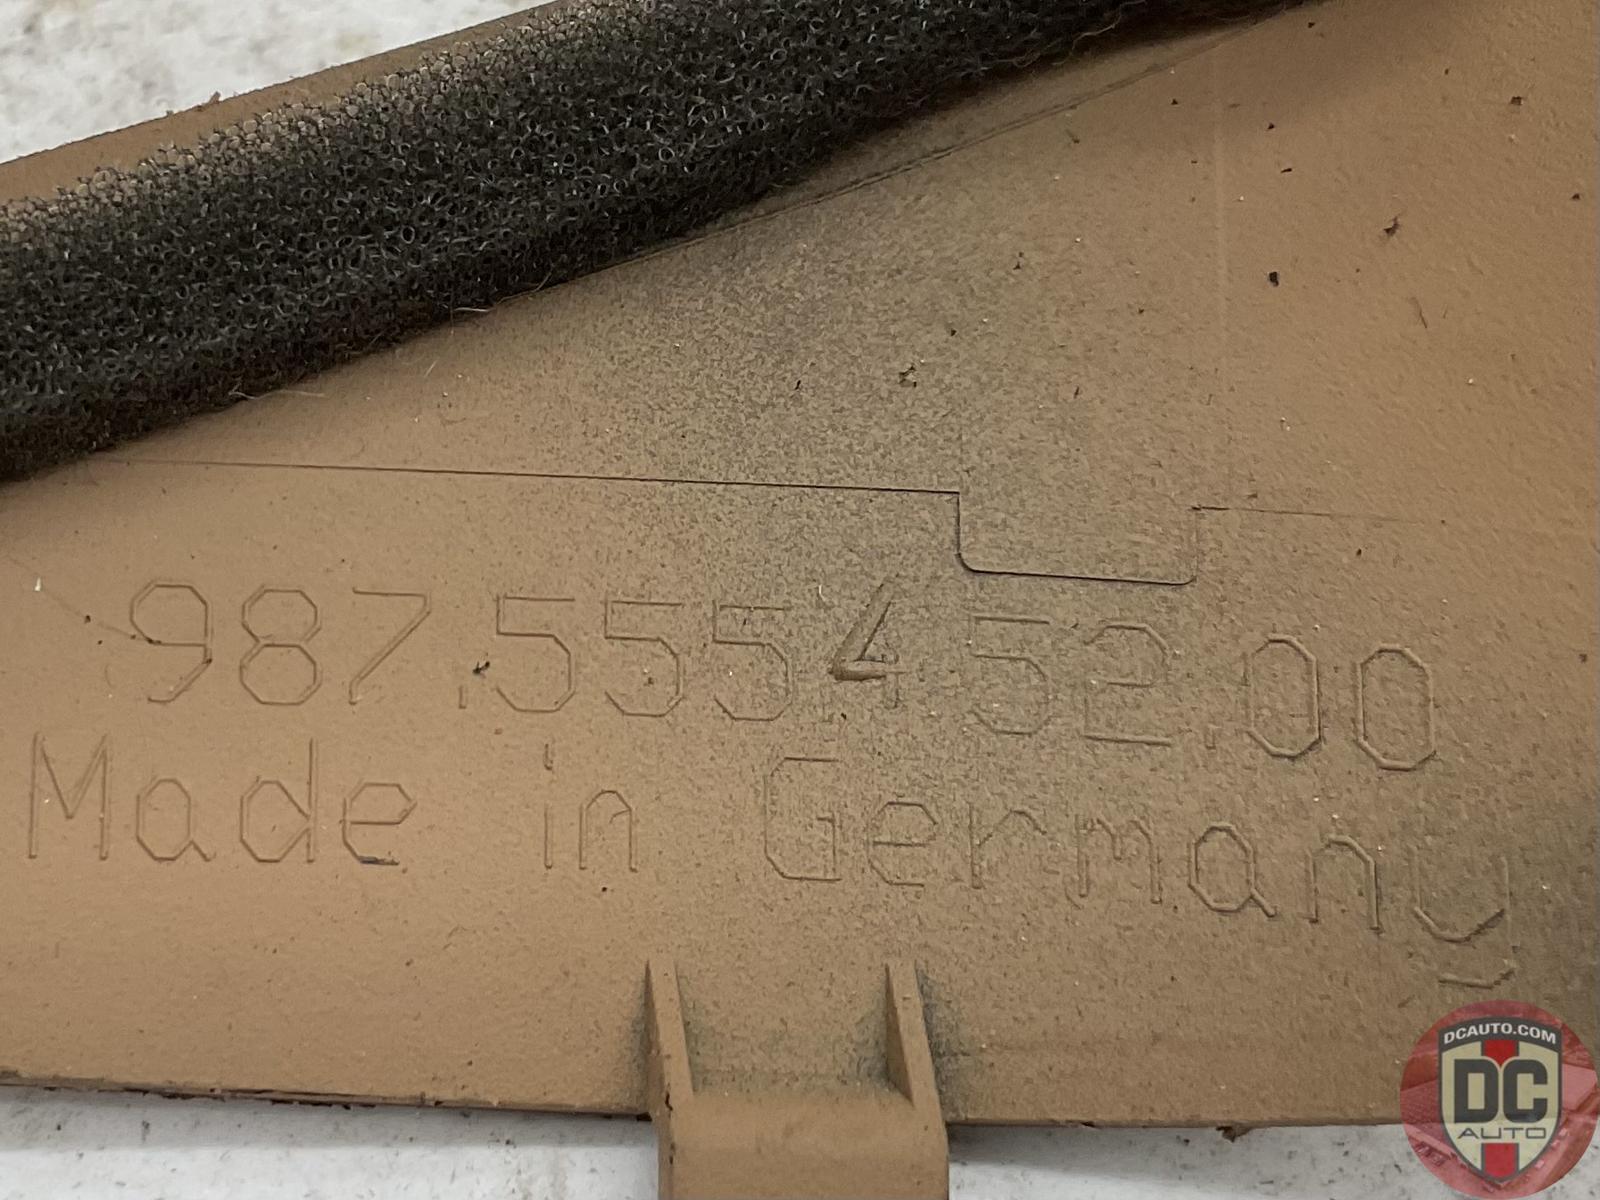 987.555.452.00
Made in Germany
DCAUTO.COM
DC
AUTO